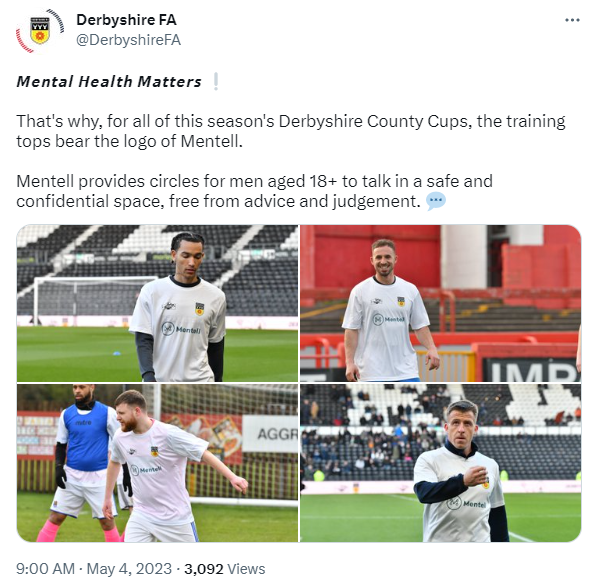 Derbyshire FA
@DerbyshireFA
Mental Health Matters ❕
That's why, for all of this season's Derbyshire County Cups, the training
tops bear the logo of Mentell.
Mentell provides circles for men aged 18+ to talk in a safe and
confidential space, free from advice and judgement. 💬
Mentell
Mentell
IMP
AGGR
Mentell
Mentell
9:00 AM · May 4, 2023 · 3,092 Views